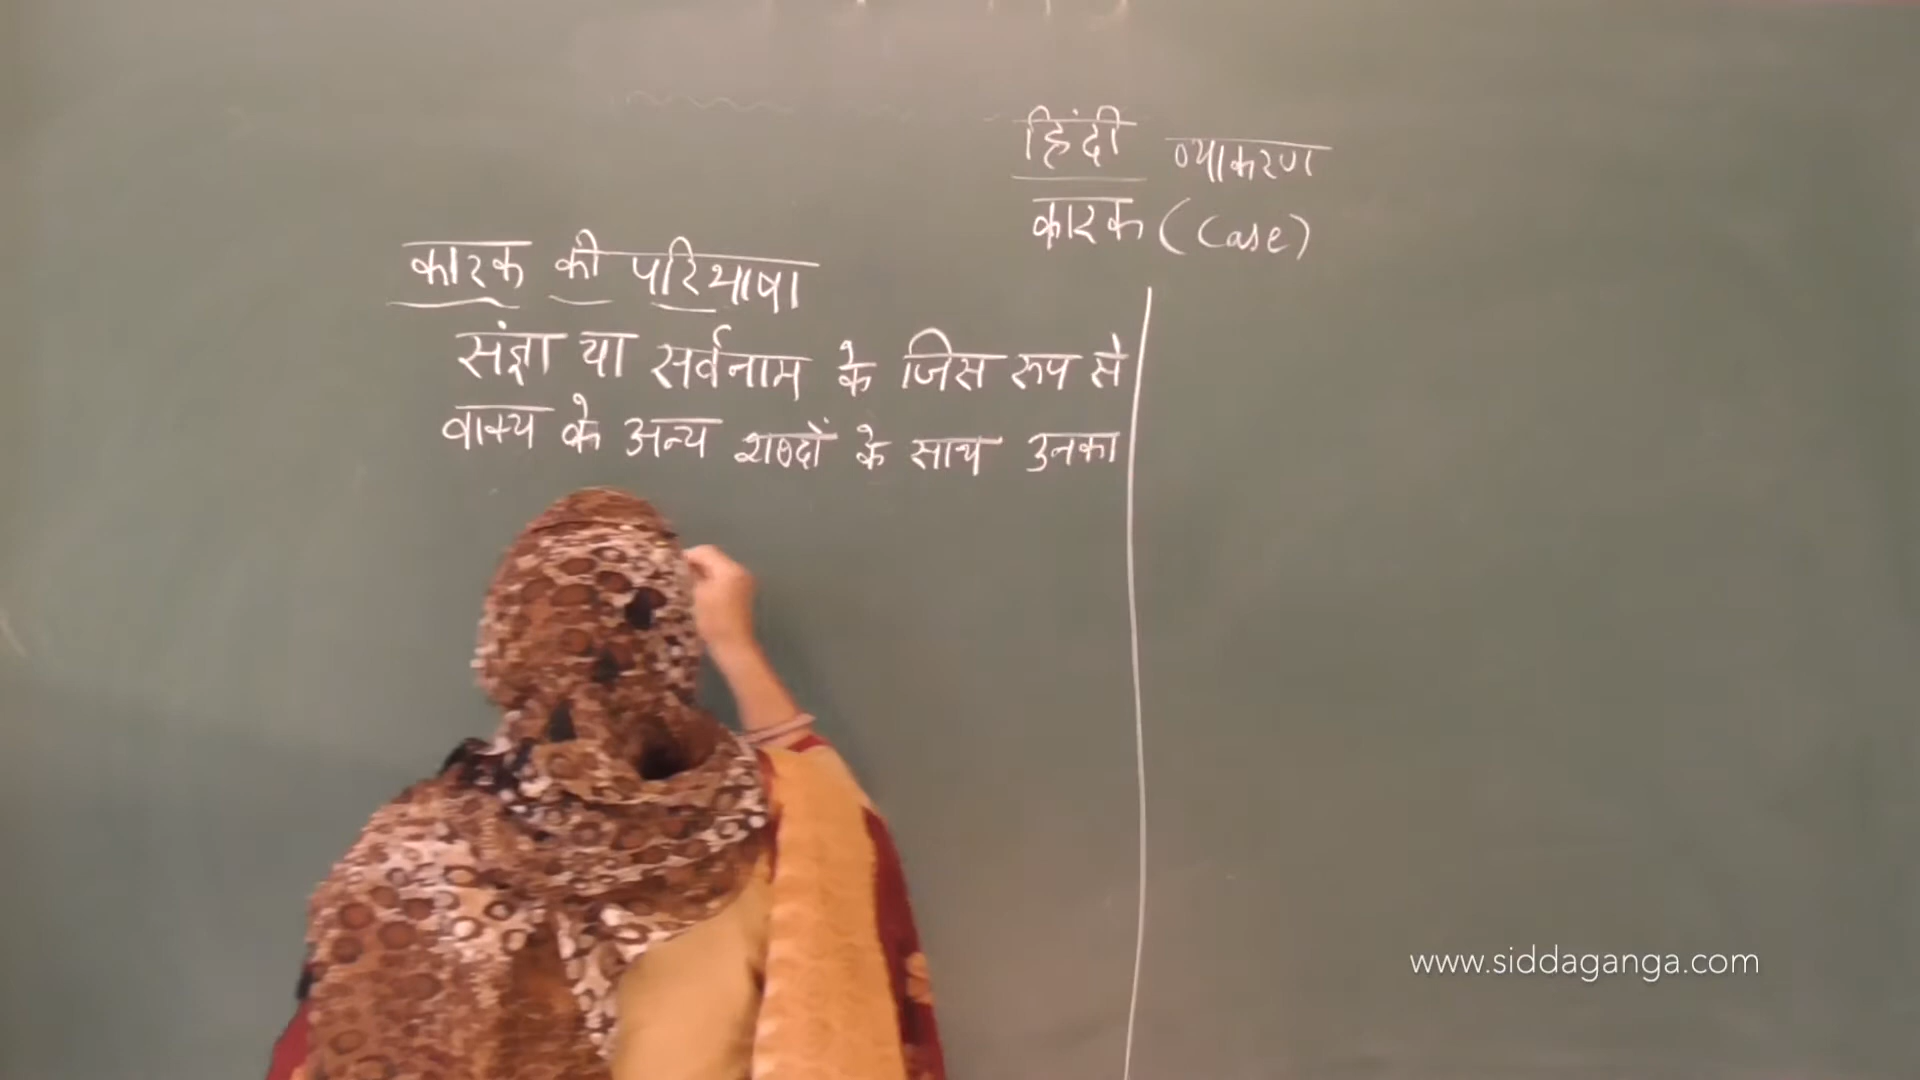 हिंदी व्याकरण
कारक (Case)
कारक की परिभाषा
संज्ञा या सर्वनाम के जिस रुप से
वाक्य के अन्य शब्दों के साथ उनका
www.siddaganga.com